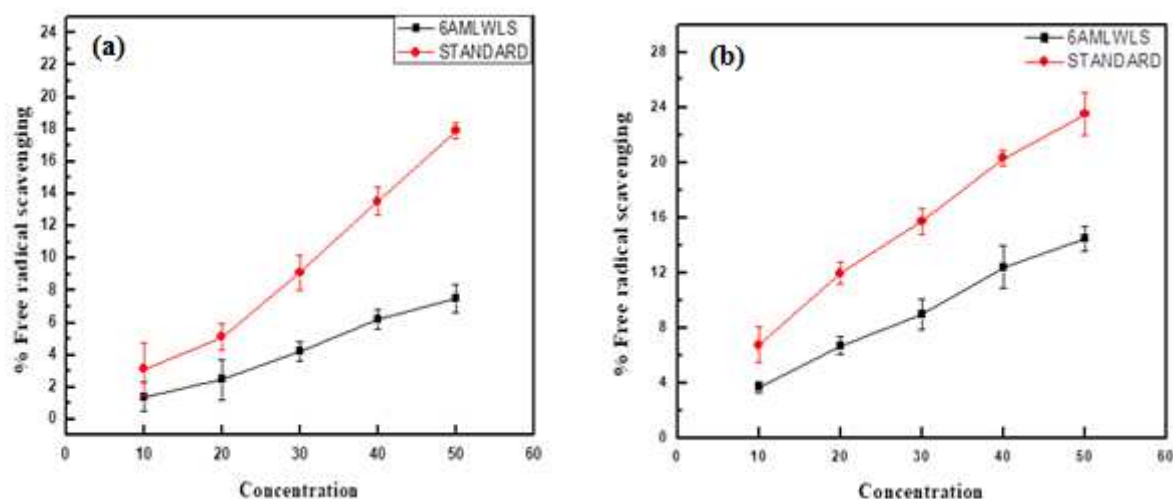 (a)
6AMLWLS
STANDARD
% Free radical scavenging
24
22
20
18
16
14
12
10
8
6
4
2
0
0 10 20 30 40 50 60
Concentration
(b)
6AMLWLS
STANDARD
% Free radical scavenging
28
24
20
16
12
8
4
0
0 10 20 30 40 50 60
Concentration